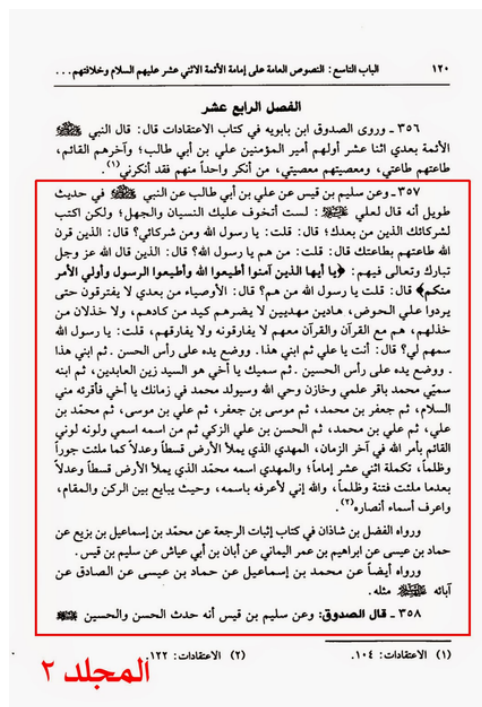 ١٢٠ الباب التاسع: النصوص العامة على إمامة الأئمة الاثني عشر عليهم السلام وخلافتهم . . .
الفصل الرابع عشر
٣٥٦ ـ وروى الصدوق ابن بابويه في كتاب الاعتقادات قال: قال النبي ﷺ
الأئمة بعدي اثنا عشر أولهم أمير المؤمنين علي بن أبي طالب؛ وآخرهم القائم،
طاعتهم طاعتي، ومعصيتهم معصيتي، من أنكر واحداً منهم فقد أنكرني(١).
٣٥٧ ـ وعن سليم بن قيس عن علي بن أبي طالب عن النبي ﷺ في حديث
طويل أنه قال لعلي : لست أتخوف عليك النسيان والجهل؛ ولكن اكتب
لشركائك الذين من بعدك؛ قال: قلت: يا رسول الله ومن شركائي؟ قال: الذين قرن
الله طاعتهم بطاعتك قال: قلت: من هم يا رسول الله؟ قال: الذين قال الله عز وجل
تبارك وتعالى فيهم: ﴿يا أيها الذين آمنوا أطيعوا الله وأطيعوا الرسول وأولي الأمر
منكم﴾ قال: قلت يا رسول الله من هم؟ قال: الأوصياء من بعدي لا يفترقون حتى
يردوا علي الحوض، هادين مهديين لا يضرهم كيد من كادهم، ولا خذلان من
خذلهم، هم مع القرآن والقرآن معهم لا يفارقونه ولا يفارقهم، قلت: يا رسول الله
سمهم لي؟ قال: أنت يا علي ثم ابني هذا. ووضع يده على رأس الحسن . ثم ابني هذا
. ووضع يده على رأس الحسين . ثم سميك يا أخي هو السيد زين العابدين، ثم ابنه
سميّي محمد باقر علمي وخازن وحي الله وسيولد محمد في زمانك يا أخي فأقرئه مني
السلام، ثم جعفر بن محمد، ثم موسى بن جعفر، ثم علي بن موسى، ثم محمّد بن
علي، ثم علي بن محمد، ثم الحسن بن علي الزكي ثم من اسمه اسمي ولونه لوني
القائم بأمر الله في آخر الزمان، المهدي الذي يملأ الأرض قسطاً وعدلاً كما ملئت جوراً
وظلماً، تكملة اثني عشر إماماً؛ والمهدي اسمه محمّد الذي يملأ الأرض قسطاً وعدلاً
بعدما ملئت فتنة وظلماً، والله إني لأعرفه باسمه، وحيث يبايع بين الركن والمقام،
واعرف أسماء أنصاره(٢).
ورواه الفضل بن شاذان في كتاب إثبات الرجعة عن محمّد بن إسماعيل بن بزيع عن
حماد بن عيسى عن ابراهيم بن عمر اليماني عن أبان بن أبي عياش عن سليم بن قيس .
ورواه أيضاً عن محمد بن إسماعيل عن حماد بن عيسى عن الصادق عن
آبائه مثله .
٣٥٨ ـ قال الصدوق: وعن سليم بن قيس أنه حدث الحسن والحسين
(١) الاعتقادات: ١٠٤. (٢) الاعتقادات: ١٢٢.
المجلد ٢